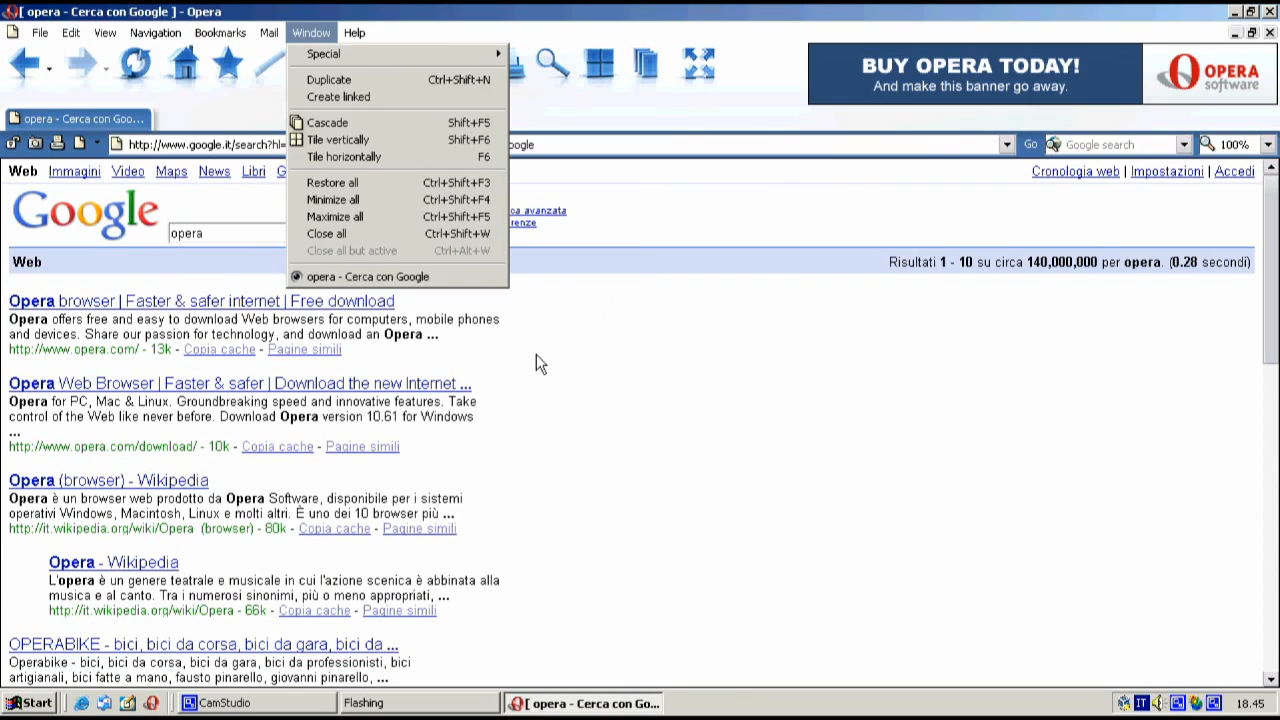 [ opera - Cerca con Google ] - Opera
File Edit View Navigation Bookmarks Mail Window Help
Special
Duplicate Ctrl+Shift+N
Create linked
Cascade Shift+F5
Tile vertically Shift+F6
Tile horizontally F6
Restore all Ctrl+Shift+F3
Minimize all Ctrl+Shift+F4
Maximize all Ctrl+Shift+F5
Close all Ctrl+Shift+W
Close all but active Ctrl+Alt+W
opera - Cerca con Google
BUY OPERA TODAY!
And make this banner go away.
OPERA
software
opera - Cerca con Goo...
http://www.google.it/search?hl= oogle Go Google search 100%
Web Immagini Video Maps News Libri G Cronologia web | Impostazioni | Accedi
Google
opera
ca avanzata
renze
Web Risultati 1 - 10 su circa 140,000,000 per opera. (0.28 secondi)
Opera browser | Faster & safer internet | Free download
Opera offers free and easy to download Web browsers for computers, mobile phones
and devices. Share our passion for technology, and download an Opera ...
http://www.opera.com/ - 13k - Copia cache - Pagine simili
Opera Web Browser | Faster & safer | Download the new Internet ...
Opera for PC, Mac & Linux. Groundbreaking speed and innovative features. Take
control of the Web like never before. Download Opera version 10.61 for Windows
...
http://www.opera.com/download/ - 10k - Copia cache - Pagine simili
Opera (browser) - Wikipedia
Opera è un browser web prodotto da Opera Software, disponibile per i sistemi
operativi Windows, Macintosh, Linux e molti altri. È uno dei 10 browser più ...
http://it.wikipedia.org/wiki/Opera (browser) - 80k - Copia cache - Pagine simili
Opera - Wikipedia
L'opera è un genere teatrale e musicale in cui l'azione scenica è abbinata alla
musica e al canto. Tra i numerosi sinonimi, più o meno appropriati, ...
http://it.wikipedia.org/wiki/Opera - 66k - Copia cache - Pagine simili
OPERABIKE - bici, bici da corsa, bici da gara, bici da ...
Operabike - bici, bici da corsa, bici da gara, bici da professionisti, bici
artigianali, bici fatte a mano, fausto pinarello, giovanni pinarello, ...
Start CamStudio Flashing [ opera - Cerca con Go... IT 18.45